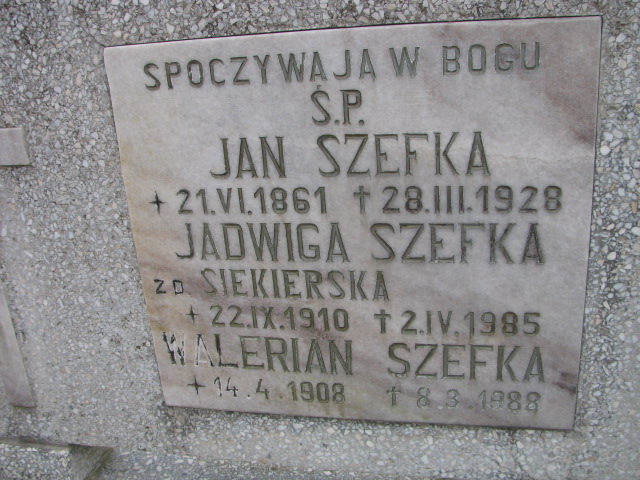 SPOCZYWAJA W BOGU
Ś.P.
JAN SZEFKA
21.VI.1861 28.III.1928
JADWIGA SZEFKA
ZD SIEKIERSKA
22.IX.1910 2.IV.1985
WALERIAN SZEFKA
14.4.1908 8.3.1988